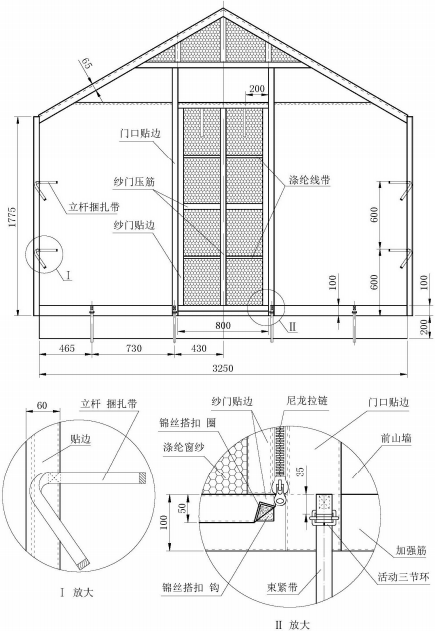 65
200
门口贴边
纱门压筋
涤纶线带
1775
立杆捆扎带
纱门贴边
600
600
Ⅰ
100
100
200
800
Ⅱ
465
730
430
3250
60
立杆 捆扎带
贴边
Ⅰ 放大
纱门贴边
尼龙拉链
门口贴边
锦丝搭扣 圈
涤纶窗纱
前山墙
35
50
100
加强筋
锦丝搭扣 钩
束紧带
活动三节环
Ⅱ 放大